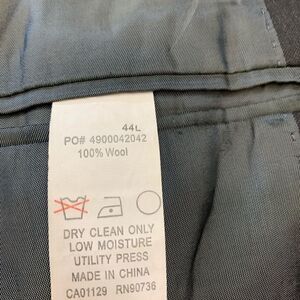 44L
PO# 4900042042
100% Wool
DRY CLEAN ONLY
LOW MOISTURE
UTILITY PRESS
MADE IN CHINA
CA01129 RN90736